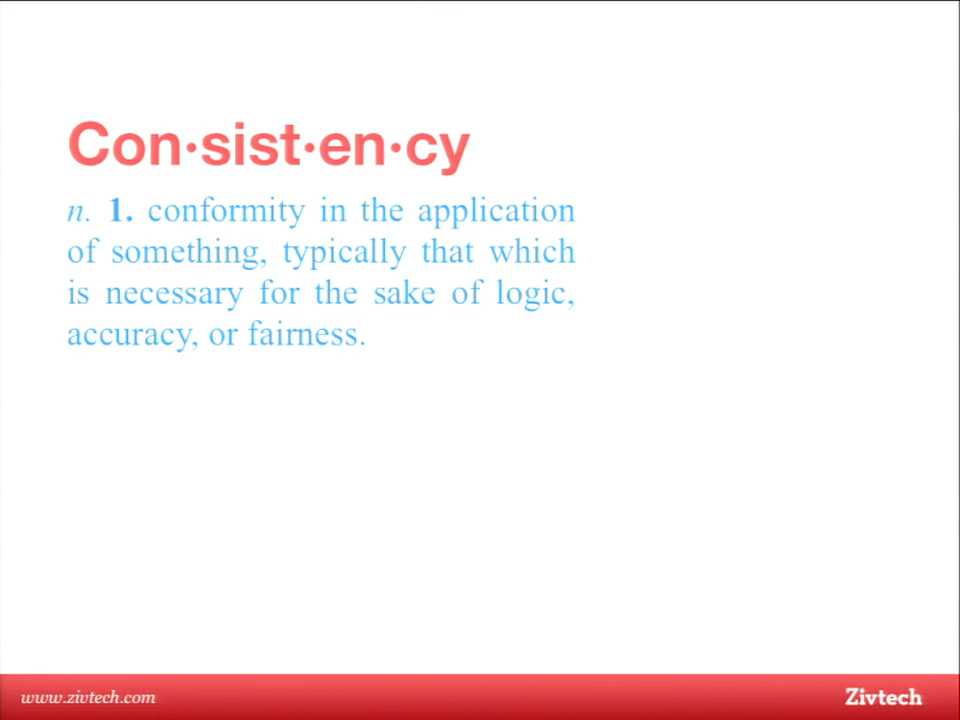 Con·sist·en·cy
n. 1. conformity in the application
of something, typically that which
is necessary for the sake of logic,
accuracy, or fairness.
www.zivtech.com
Zivtech